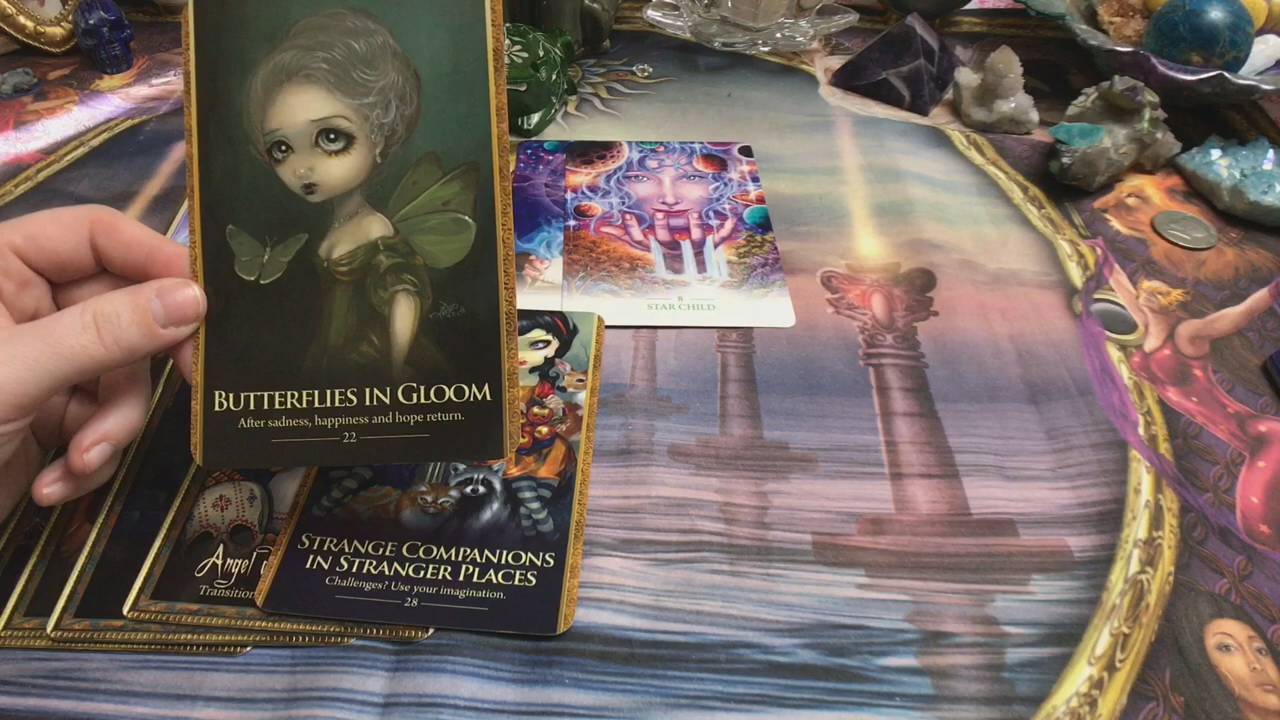 BUTTERFLIES IN GLOOM
After sadness, happiness and hope return.
22
8
STAR CHILD
STRANGE COMPANIONS
IN STRANGER PLACES
Challenges? Use your imagination.
28
Angel
Transition